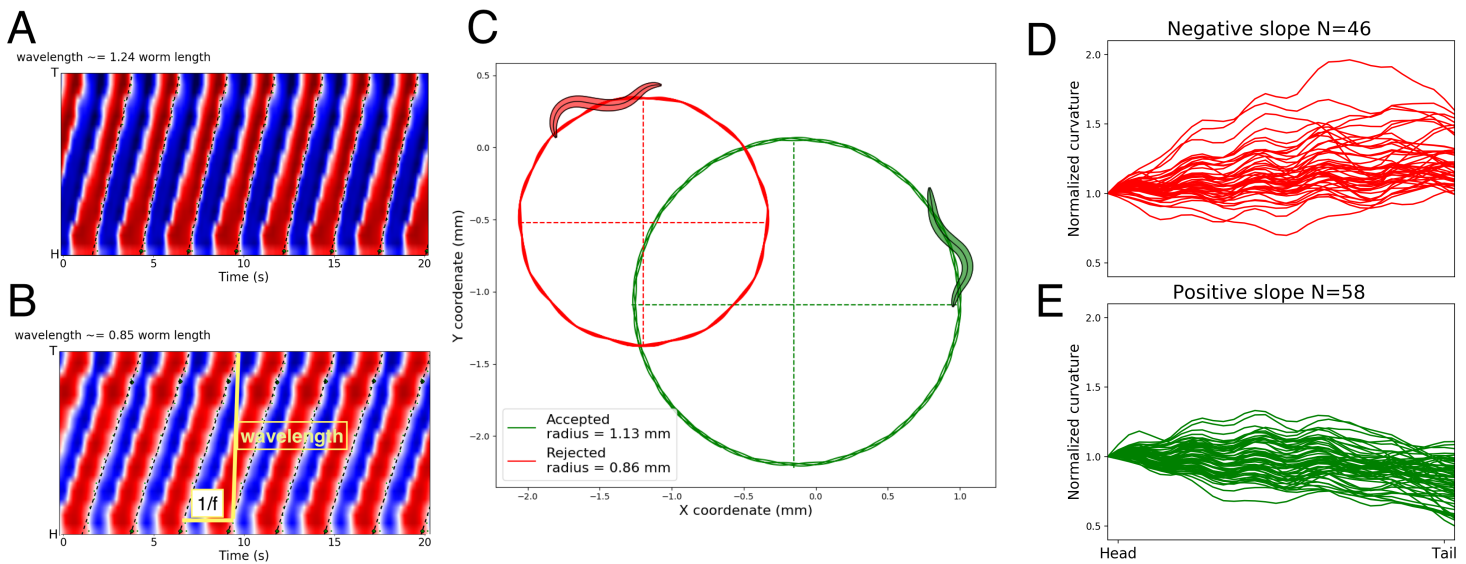 A
wavelength ~= 1.24 worm length
T
H
0 5 10 15 20
Time (s)
B
wavelength ~= 0.85 worm length
T
wavelength
1/f
H
0 5 10 15 20
Time (s)
C
0.5
0.0
−0.5
−1.0
−1.5
−2.0
Y coordenate (mm)
Accepted
radius = 1.13 mm
Rejected
radius = 0.86 mm
−2.0 −1.5 −1.0 −0.5 0.0 0.5 1.0
X coordenate (mm)
D
Negative slope N=46
2.0
1.5
1.0
0.5
Normalized curvature
E
Positive slope N=58
2.0
1.5
1.0
0.5
Normalized curvature
Head Tail